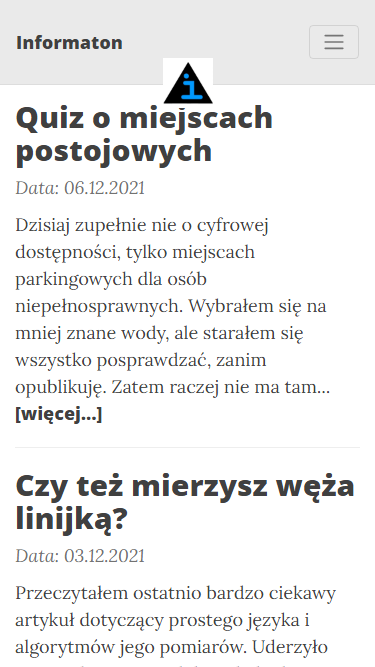 Informaton
i
Quiz o miejscach
postojowych
Data: 06.12.2021
Dzisiaj zupełnie nie o cyfrowej
dostępności, tylko miejscach
parkingowych dla osób
niepełnosprawnych. Wybrałem się na
mniej znane wody, ale starałem się
wszystko posprawdzać, zanim
opublikuję. Zatem raczej nie ma tam...
[więcej...]
Czy też mierzysz węża
linijką?
Data: 03.12.2021
Przeczytałem ostatnio bardzo ciekawy
artykuł dotyczący prostego języka i
algorytmów jego pomiarów. Uderzyło